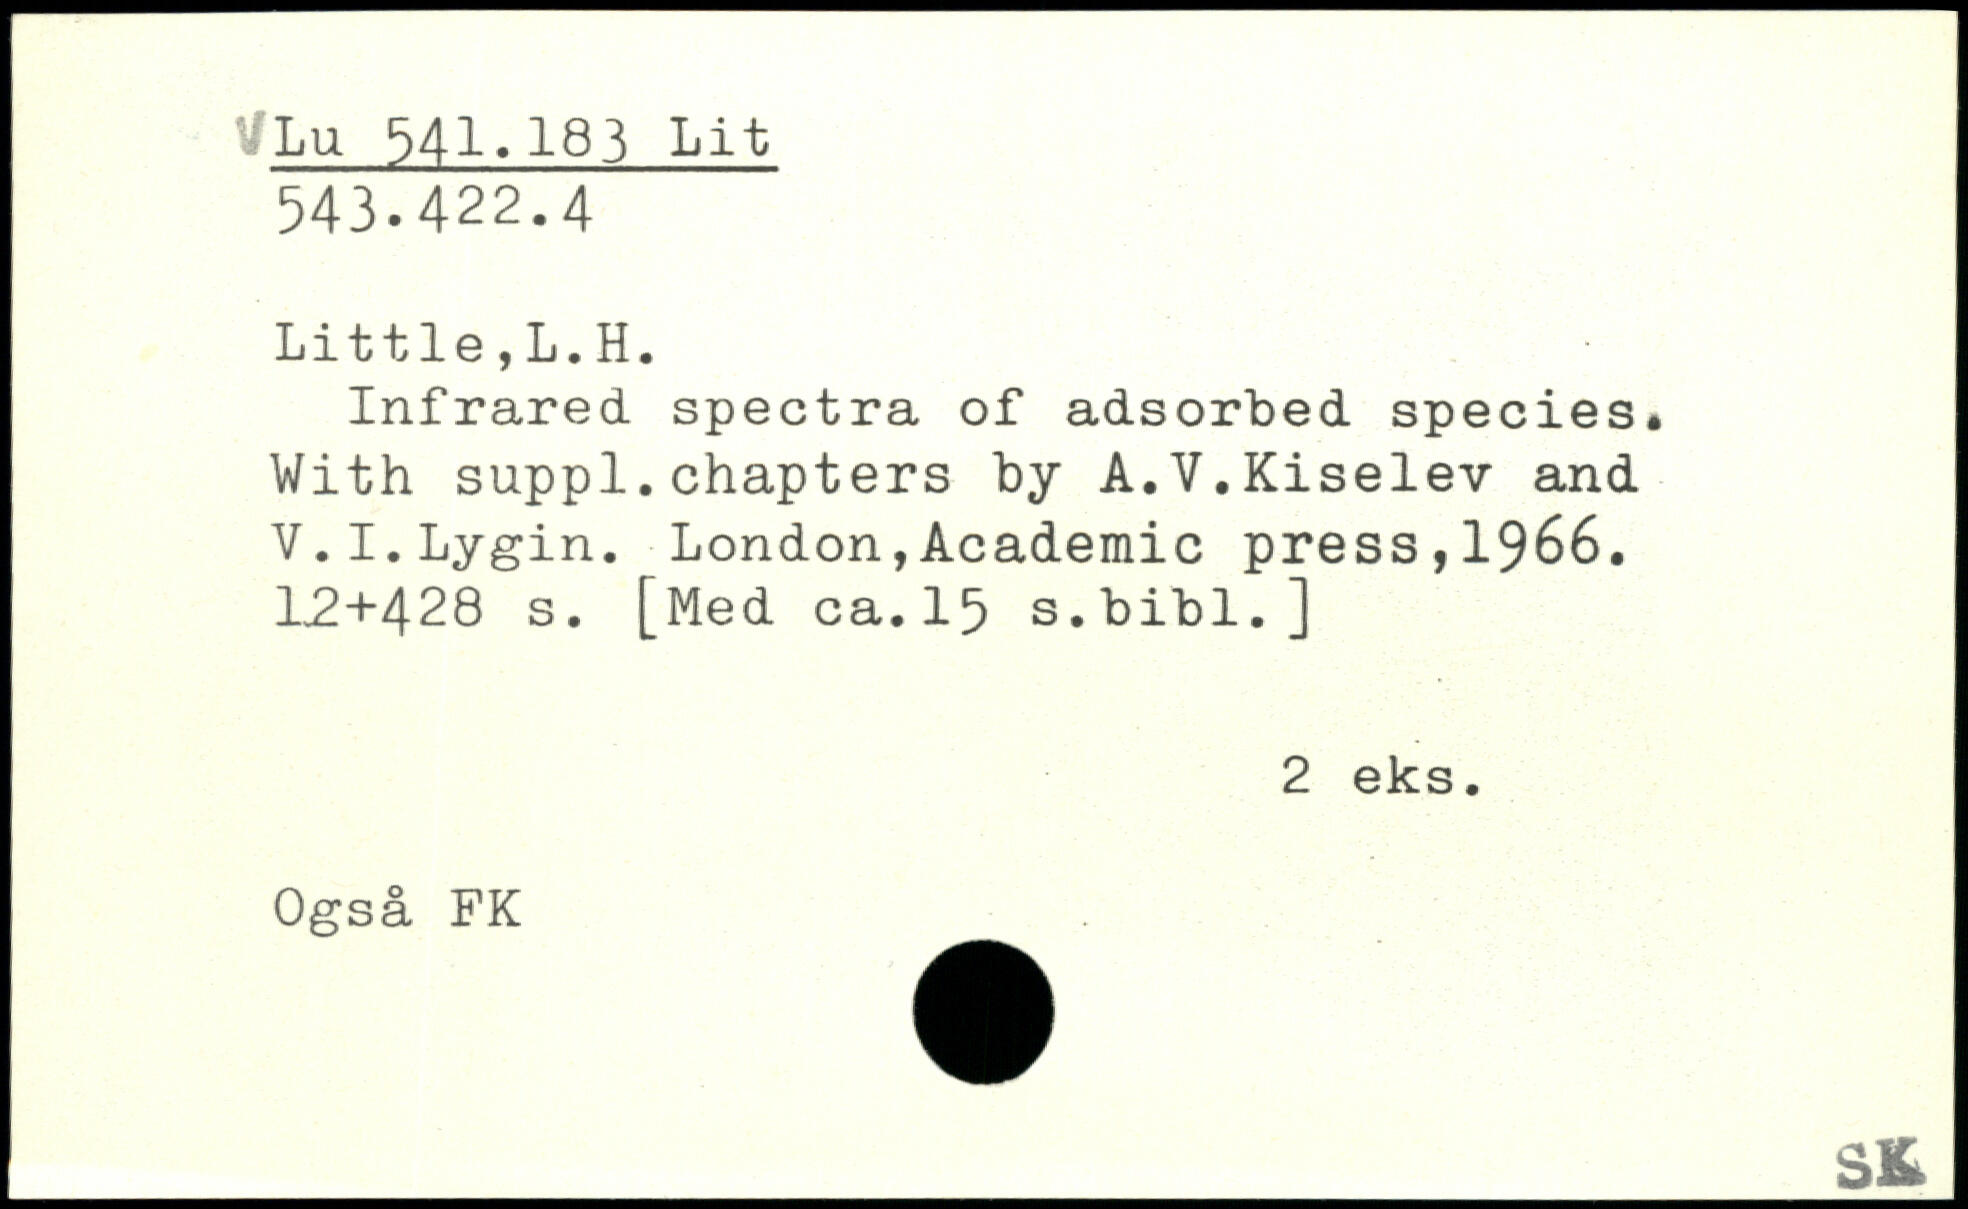 V Lu 541.183 Lit
543.422.4
Little,L.H.
Infrared spectra of adsorbed species.
With suppl.chapters by A.V.Kiselev and
V.I.Lygin. London,Academic press,1966.
12+428 s. [Med ca.15 s.bibl.]
2 eks.
Også FK
SK